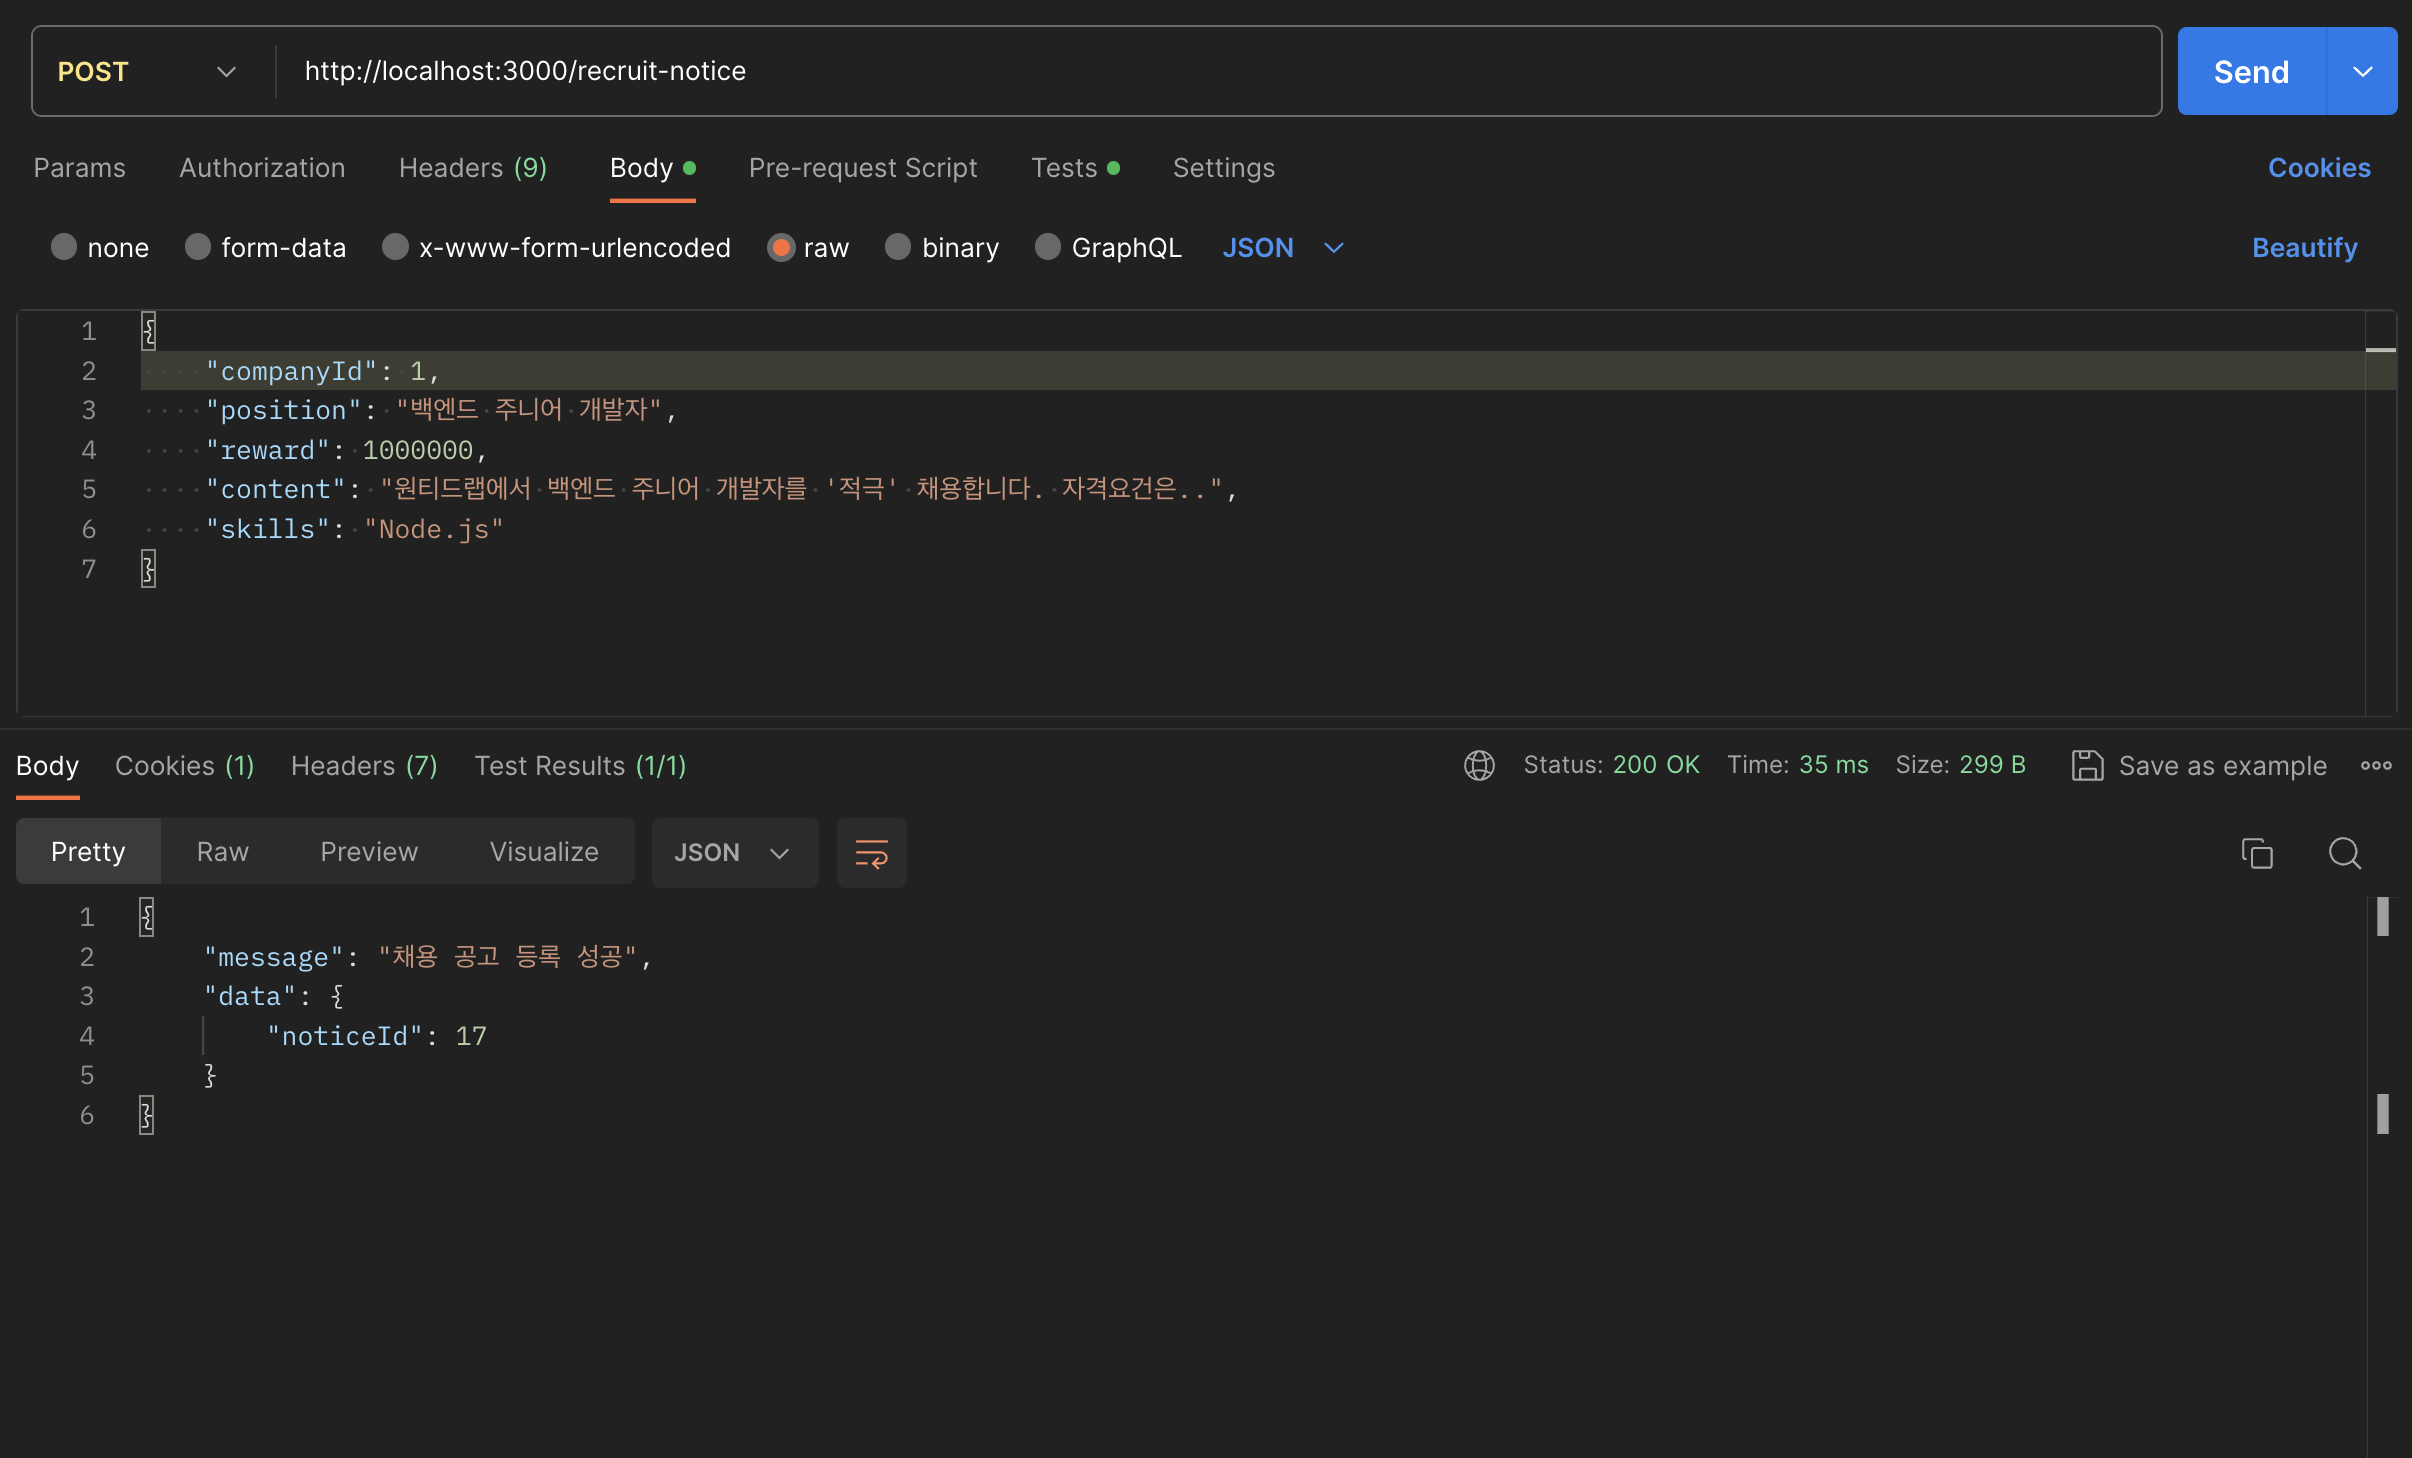 POST http://localhost:3000/recruit-notice Send
Params Authorization Headers (9) Body Pre-request Script Tests Settings Cookies
none form-data x-www-form-urlencoded raw binary GraphQL JSON Beautify
1 {
2 "companyId": 1,
3 "position": "백엔드 주니어 개발자",
4 "reward": 1000000,
5 "content": "원티드랩에서 백엔드 주니어 개발자를 '적극' 채용합니다. 자격요건은..",
6 "skills": "Node.js"
7 }
Body Cookies (1) Headers (7) Test Results (1/1) Status: 200 OK Time: 35 ms Size: 299 B Save as example
Pretty Raw Preview Visualize JSON
1 {
2 "message": "채용 공고 등록 성공",
3 "data": {
4 "noticeId": 17
5 }
6 }